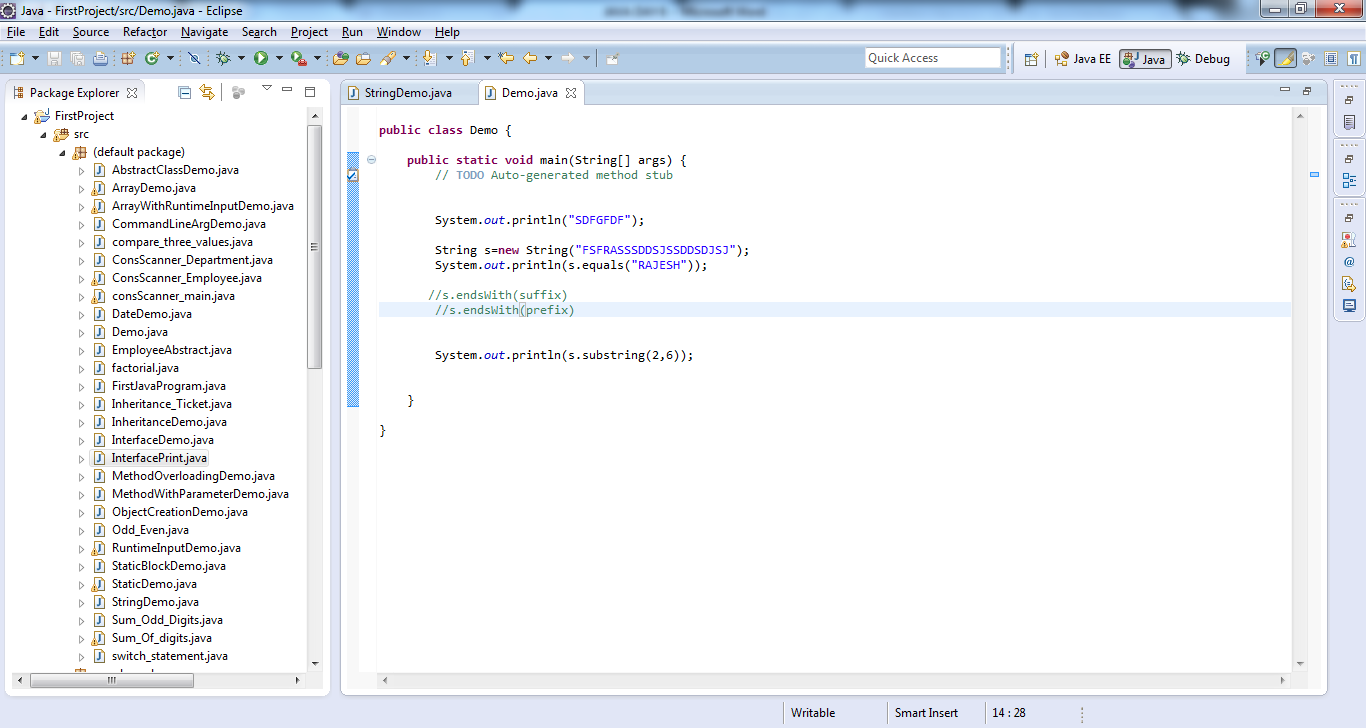 Java - FirstProject/src/Demo.java - Eclipse
File Edit Source Refactor Navigate Search Project Run Window Help
Quick Access
Java EE
Java
Debug
Package Explorer
FirstProject
src
(default package)
AbstractClassDemo.java
ArrayDemo.java
ArrayWithRuntimeInputDemo.java
CommandLineArgDemo.java
compare_three_values.java
ConsScanner_Department.java
ConsScanner_Employee.java
consScanner_main.java
DateDemo.java
Demo.java
EmployeeAbstract.java
factorial.java
FirstJavaProgram.java
Inheritance_Ticket.java
InheritanceDemo.java
InterfaceDemo.java
InterfacePrint.java
MethodOverloadingDemo.java
MethodWithParameterDemo.java
ObjectCreationDemo.java
Odd_Even.java
RuntimeInputDemo.java
StaticBlockDemo.java
StaticDemo.java
StringDemo.java
Sum_Odd_Digits.java
Sum_Of_digits.java
switch_statement.java
StringDemo.java
Demo.java
public class Demo {
public static void main(String[] args) {
// TODO Auto-generated method stub
System.out.println("SDFGFDF");
String s=new String("FSFRASSSDDSJSSDDSDJSJ");
System.out.println(s.equals("RAJESH"));
//s.endsWith(suffix)
//s.endsWith(prefix)
System.out.println(s.substring(2,6));
}
}
Writable
Smart Insert
14 : 28